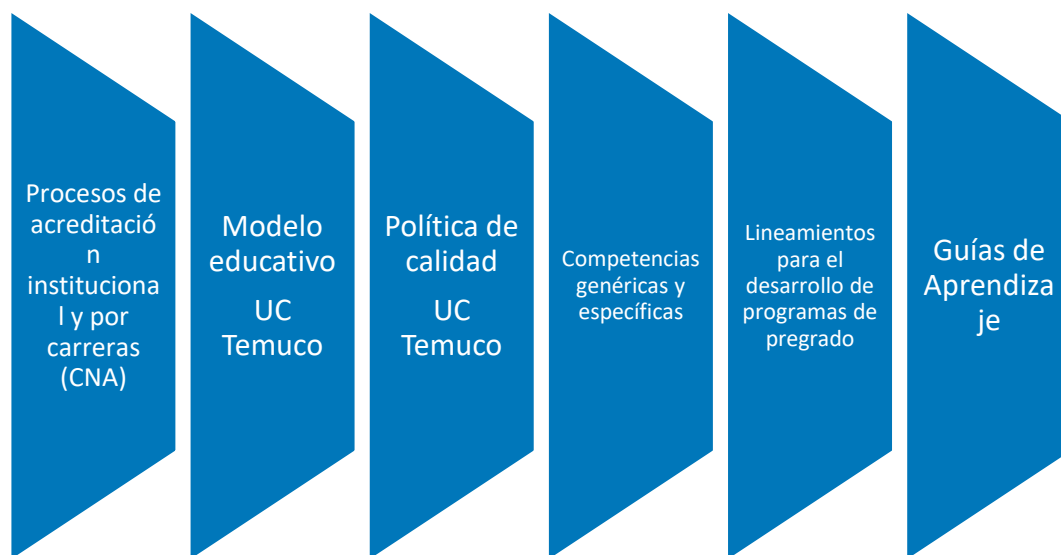 Procesos de
acreditació
n
instituciona
l y por
carreras
(CNA)
Modelo
educativo
UC
Temuco
Política de
calidad
UC
Temuco
Competencias
genéricas y
específicas
Lineamientos
para el
desarrollo de
programas de
pregrado
Guías de
Aprendiza
je